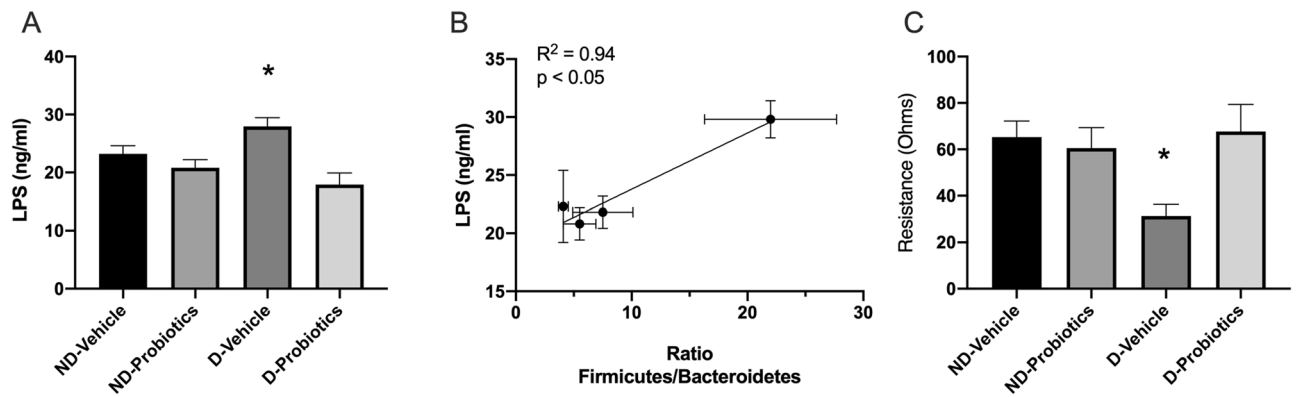 A
40
30
20
10
0
LPS (ng/ml)
*
ND-Vehicle
ND-Probiotics
D-Vehicle
D-Probiotics
B
R² = 0.94
p < 0.05
35
30
25
20
15
LPS (ng/ml)
0
10
20
30
Ratio
Firmicutes/Bacteroidetes
C
100
80
60
40
20
0
Resistance (Ohms)
*
ND-Vehicle
ND-Probiotics
D-Vehicle
D-Probiotics